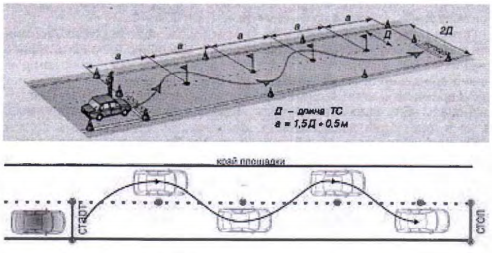 а а а а а
Д 2Д
Д – длина ТС
а = 1,5Д + 0,5м
край площадки
старт
стоп